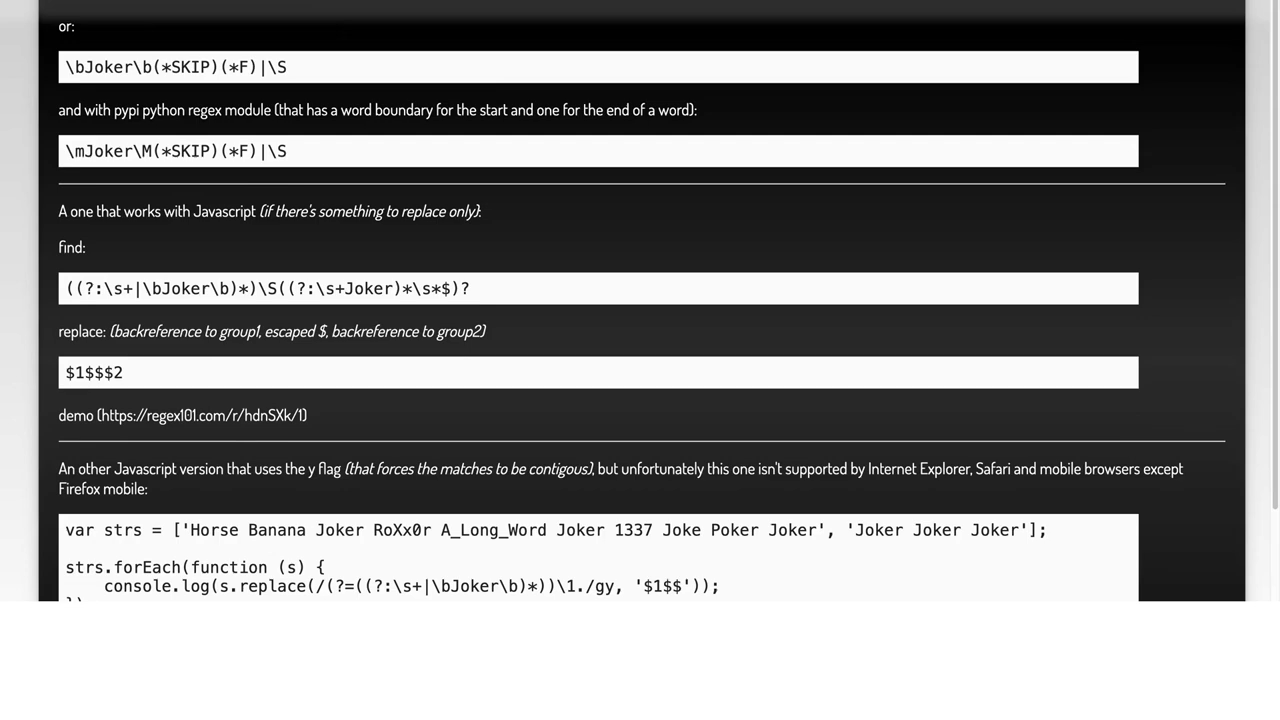 or:
\bJoker\b(*SKIP)(*F)|\S
and with pypi python regex module (that has a word boundary for the start and one for the end of a word):
\mJoker\M(*SKIP)(*F)|\S
A one that works with Javascript (if there's something to replace only):
find:
((?:\s+|\bJoker\b)*)\S((?:\s+Joker)*\s*$)?
replace: (backreference to group1, escaped $, backreference to group2)
$1$$$2
demo (https://regex101.com/r/hdnSXk/1)
An other Javascript version that uses the y flag (that forces the matches to be contigous), but unfortunately this one isn't supported by Internet Explorer, Safari and mobile browsers except
Firefox mobile:
var strs = ['Horse Banana Joker RoXx0r A_Long_Word Joker 1337 Joke Poker Joker', 'Joker Joker Joker'];
strs.forEach(function (s) {
console.log(s.replace(/(?=((?:\s+|\bJoker\b)*))\1./gy, '$1$$'));